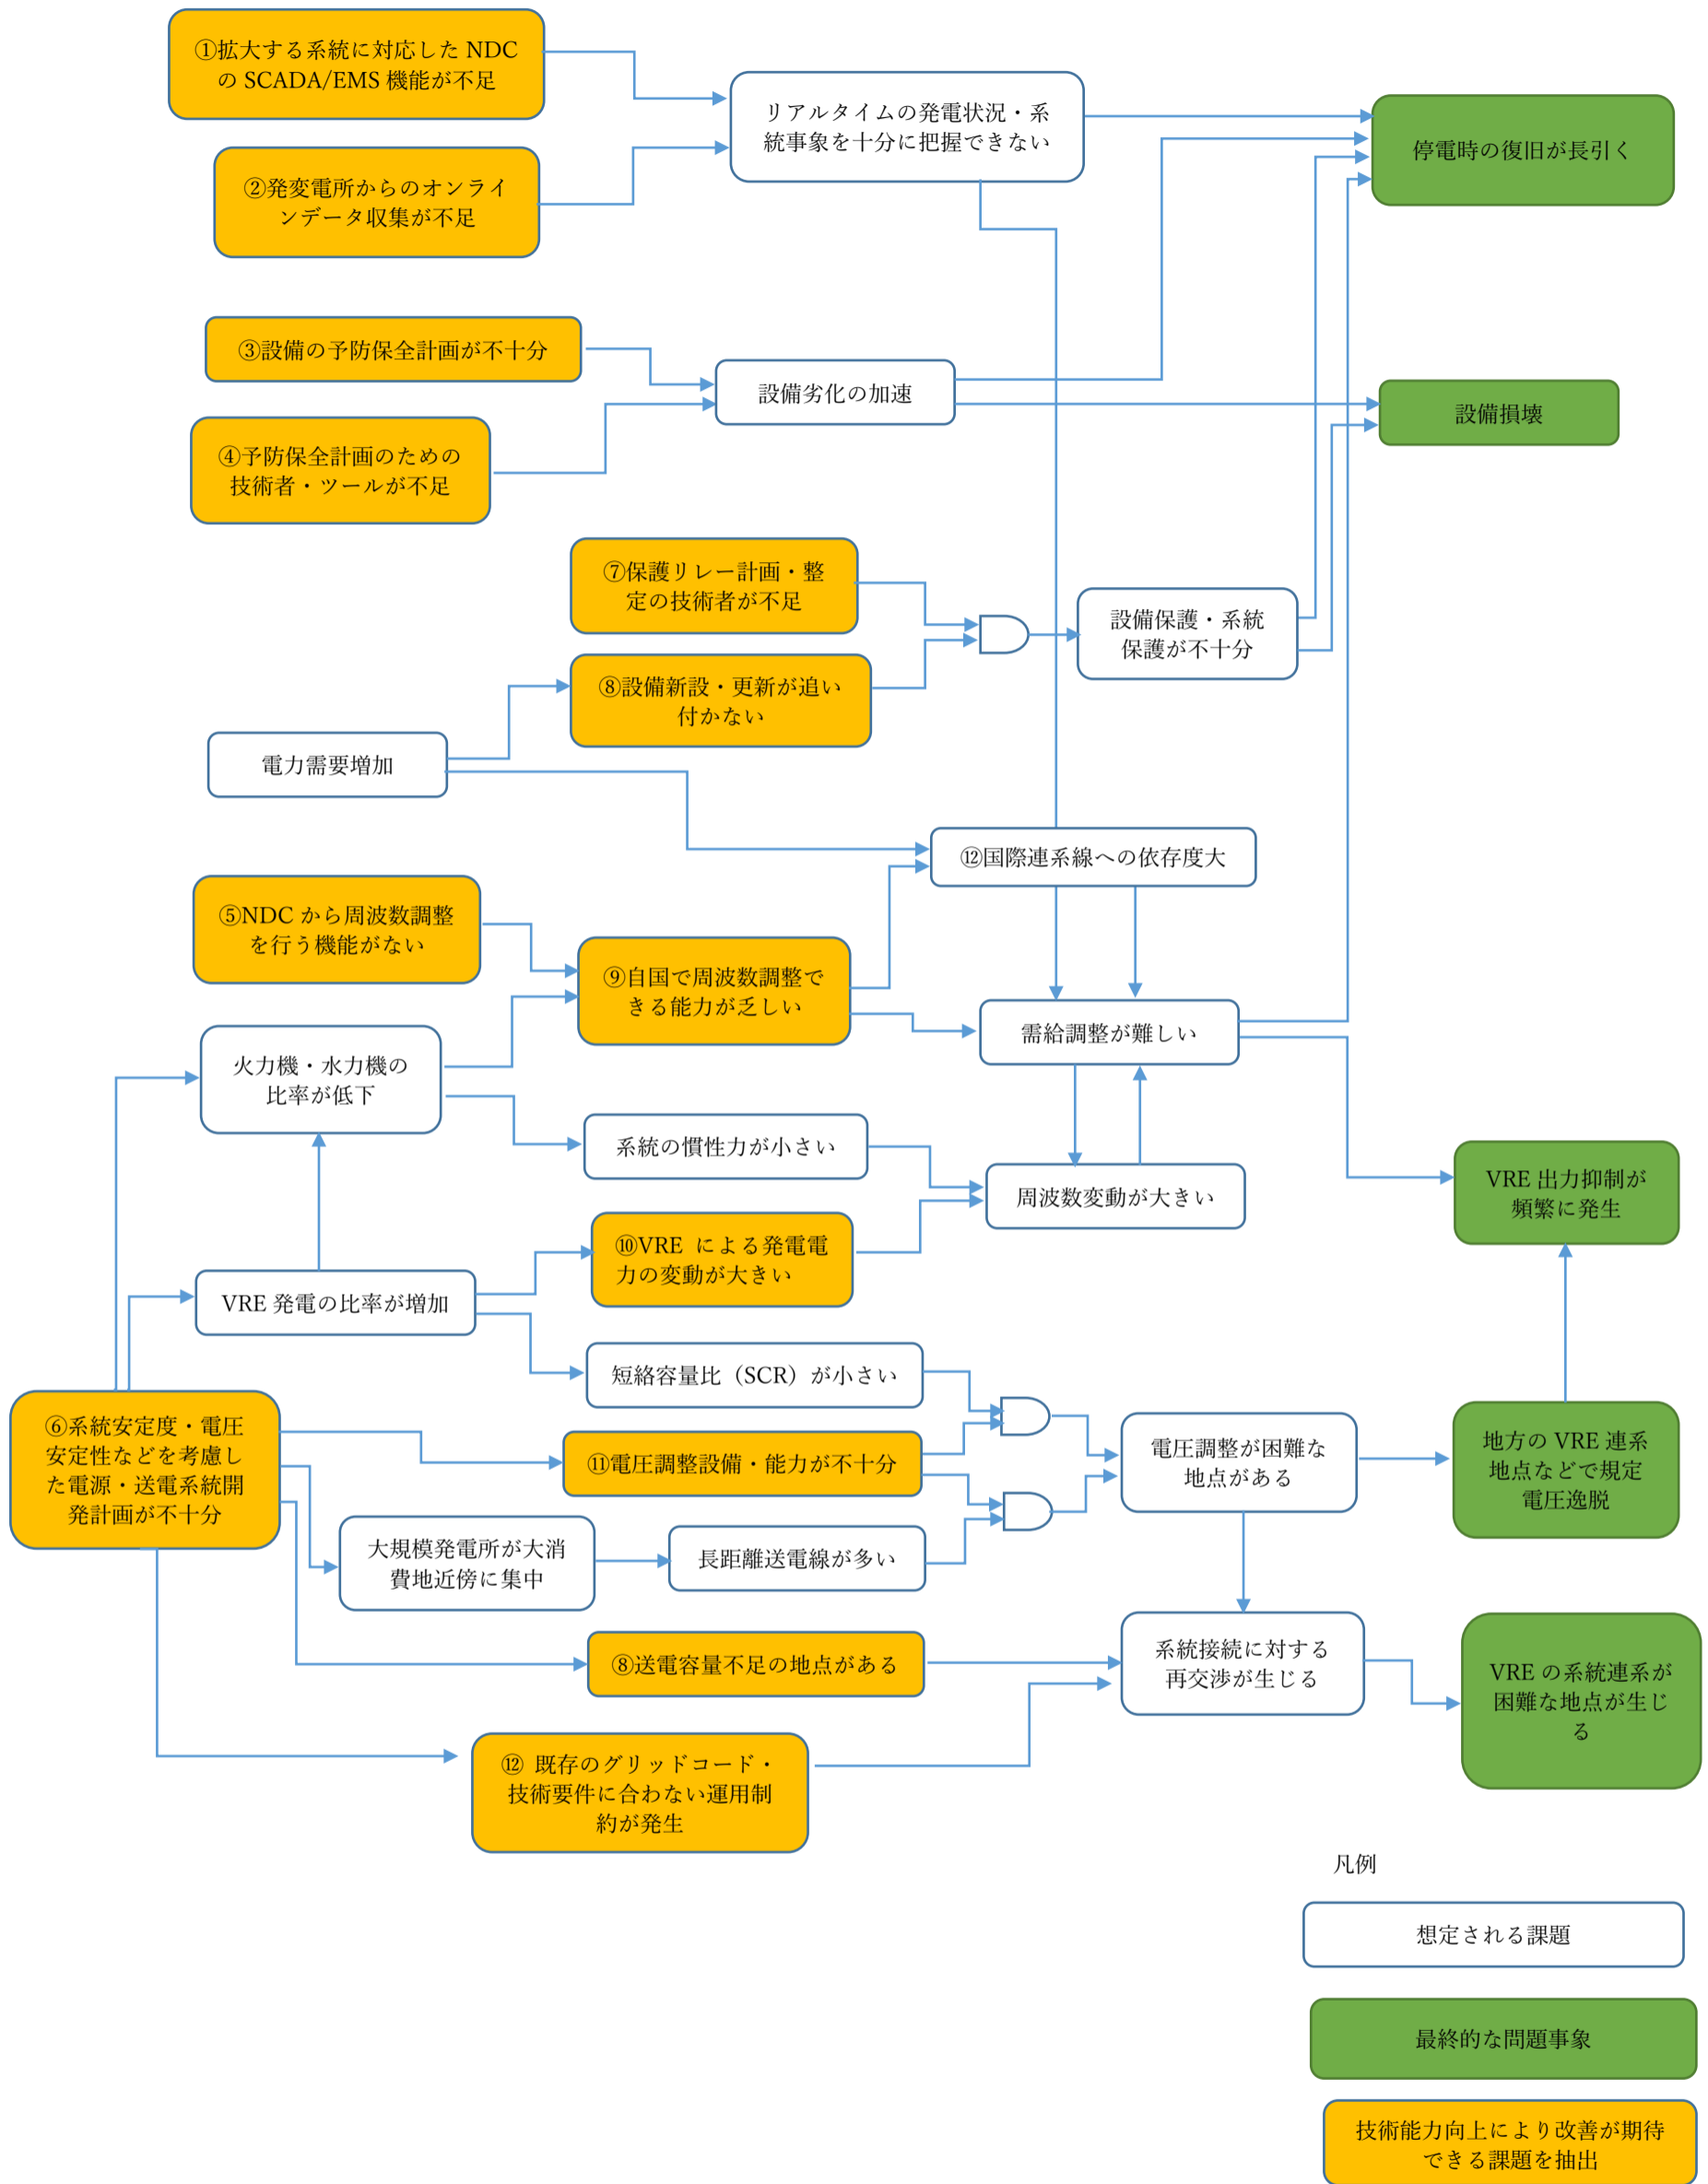 ①拡大する系統に対応した NDC
の SCADA/EMS 機能が不足
リアルタイムの発電状況・系
統事象を十分に把握できない
停電時の復旧が長引く
②発変電所からのオンライ
ンデータ収集が不足
③設備の予防保全計画が不十分
設備劣化の加速
設備損壊
④予防保全計画のための
技術者・ツールが不足
⑦保護リレー計画・整
定の技術者が不足
設備保護・系統
保護が不十分
⑧設備新設・更新が追い
付かない
電力需要増加
⑫国際連系線への依存度大
⑤NDC から周波数調整
を行う機能がない
⑨自国で周波数調整で
きる能力が乏しい
需給調整が難しい
火力機・水力機の
比率が低下
系統の慣性力が小さい
周波数変動が大きい
VRE 出力抑制が
頻繁に発生
⑩VRE による発電電
力の変動が大きい
VRE 発電の比率が増加
短絡容量比（SCR）が小さい
⑥系統安定度・電圧
安定性などを考慮し
た電源・送電系統開
発計画が不十分
⑪電圧調整設備・能力が不十分
電圧調整が困難な
地点がある
地方の VRE 連系
地点などで規定
電圧逸脱
大規模発電所が大消
費地近傍に集中
長距離送電線が多い
⑧送電容量不足の地点がある
系統接続に対する
再交渉が生じる
VRE の系統連系が
困難な地点が生じ
る
⑫ 既存のグリッドコード・
技術要件に合わない運用制
約が発生
凡例
想定される課題
最終的な問題事象
技術能力向上により改善が期待
できる課題を抽出